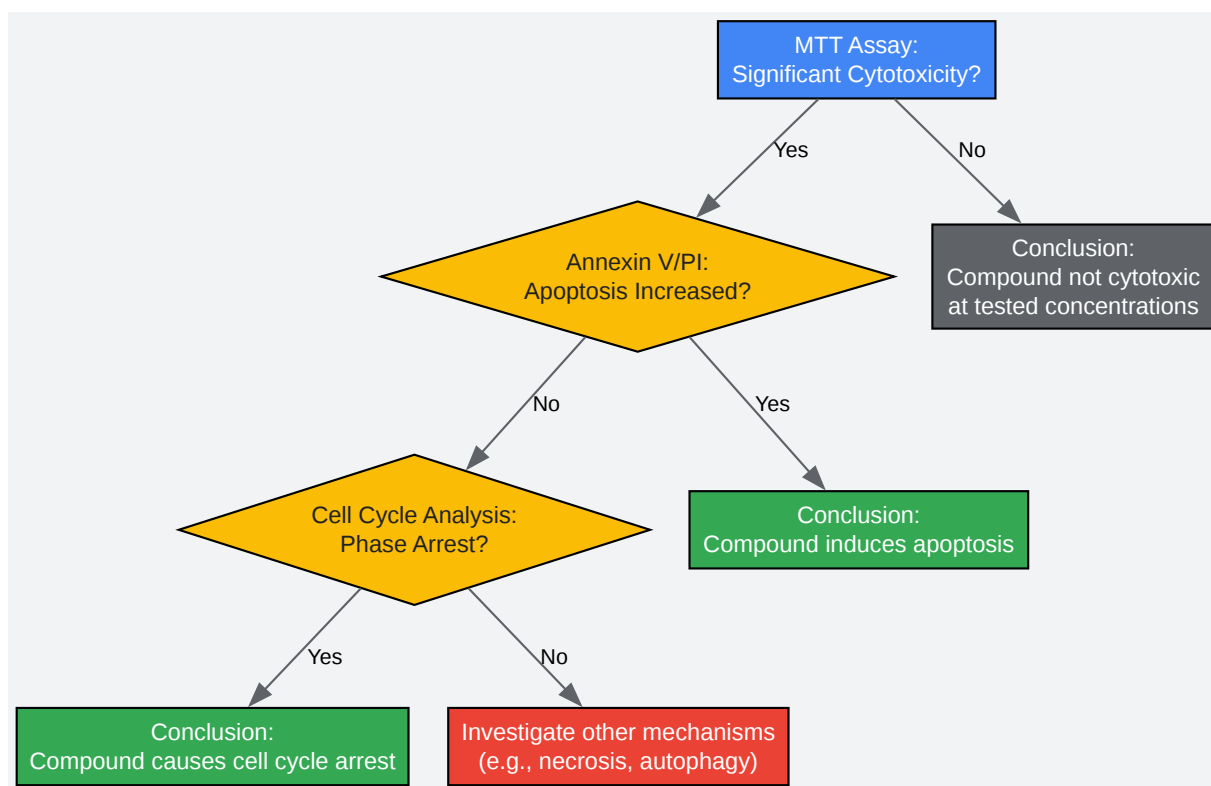 MTT Assay:
Significant Cytotoxicity?
Yes
No
Annexin V/PI:
Apoptosis Increased?
Conclusion:
Compound not cytotoxic
at tested concentrations
No
Yes
Cell Cycle Analysis:
Phase Arrest?
Conclusion:
Compound induces apoptosis
Yes
No
Conclusion:
Compound causes cell cycle arrest
Investigate other mechanisms
(e.g., necrosis, autophagy)